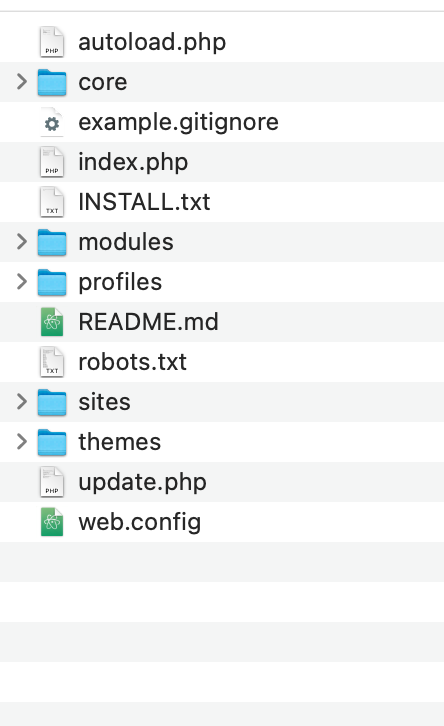 autoload.php
core
example.gitignore
index.php
INSTALL.txt
modules
profiles
README.md
robots.txt
sites
themes
update.php
web.config